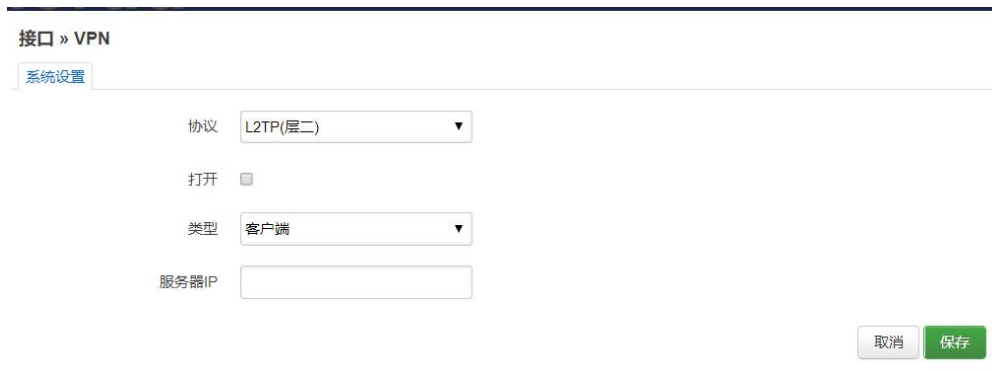 接口 » VPN
系统设置
协议 L2TP(层二)
打开
类型 客户端
服务器IP
取消 保存